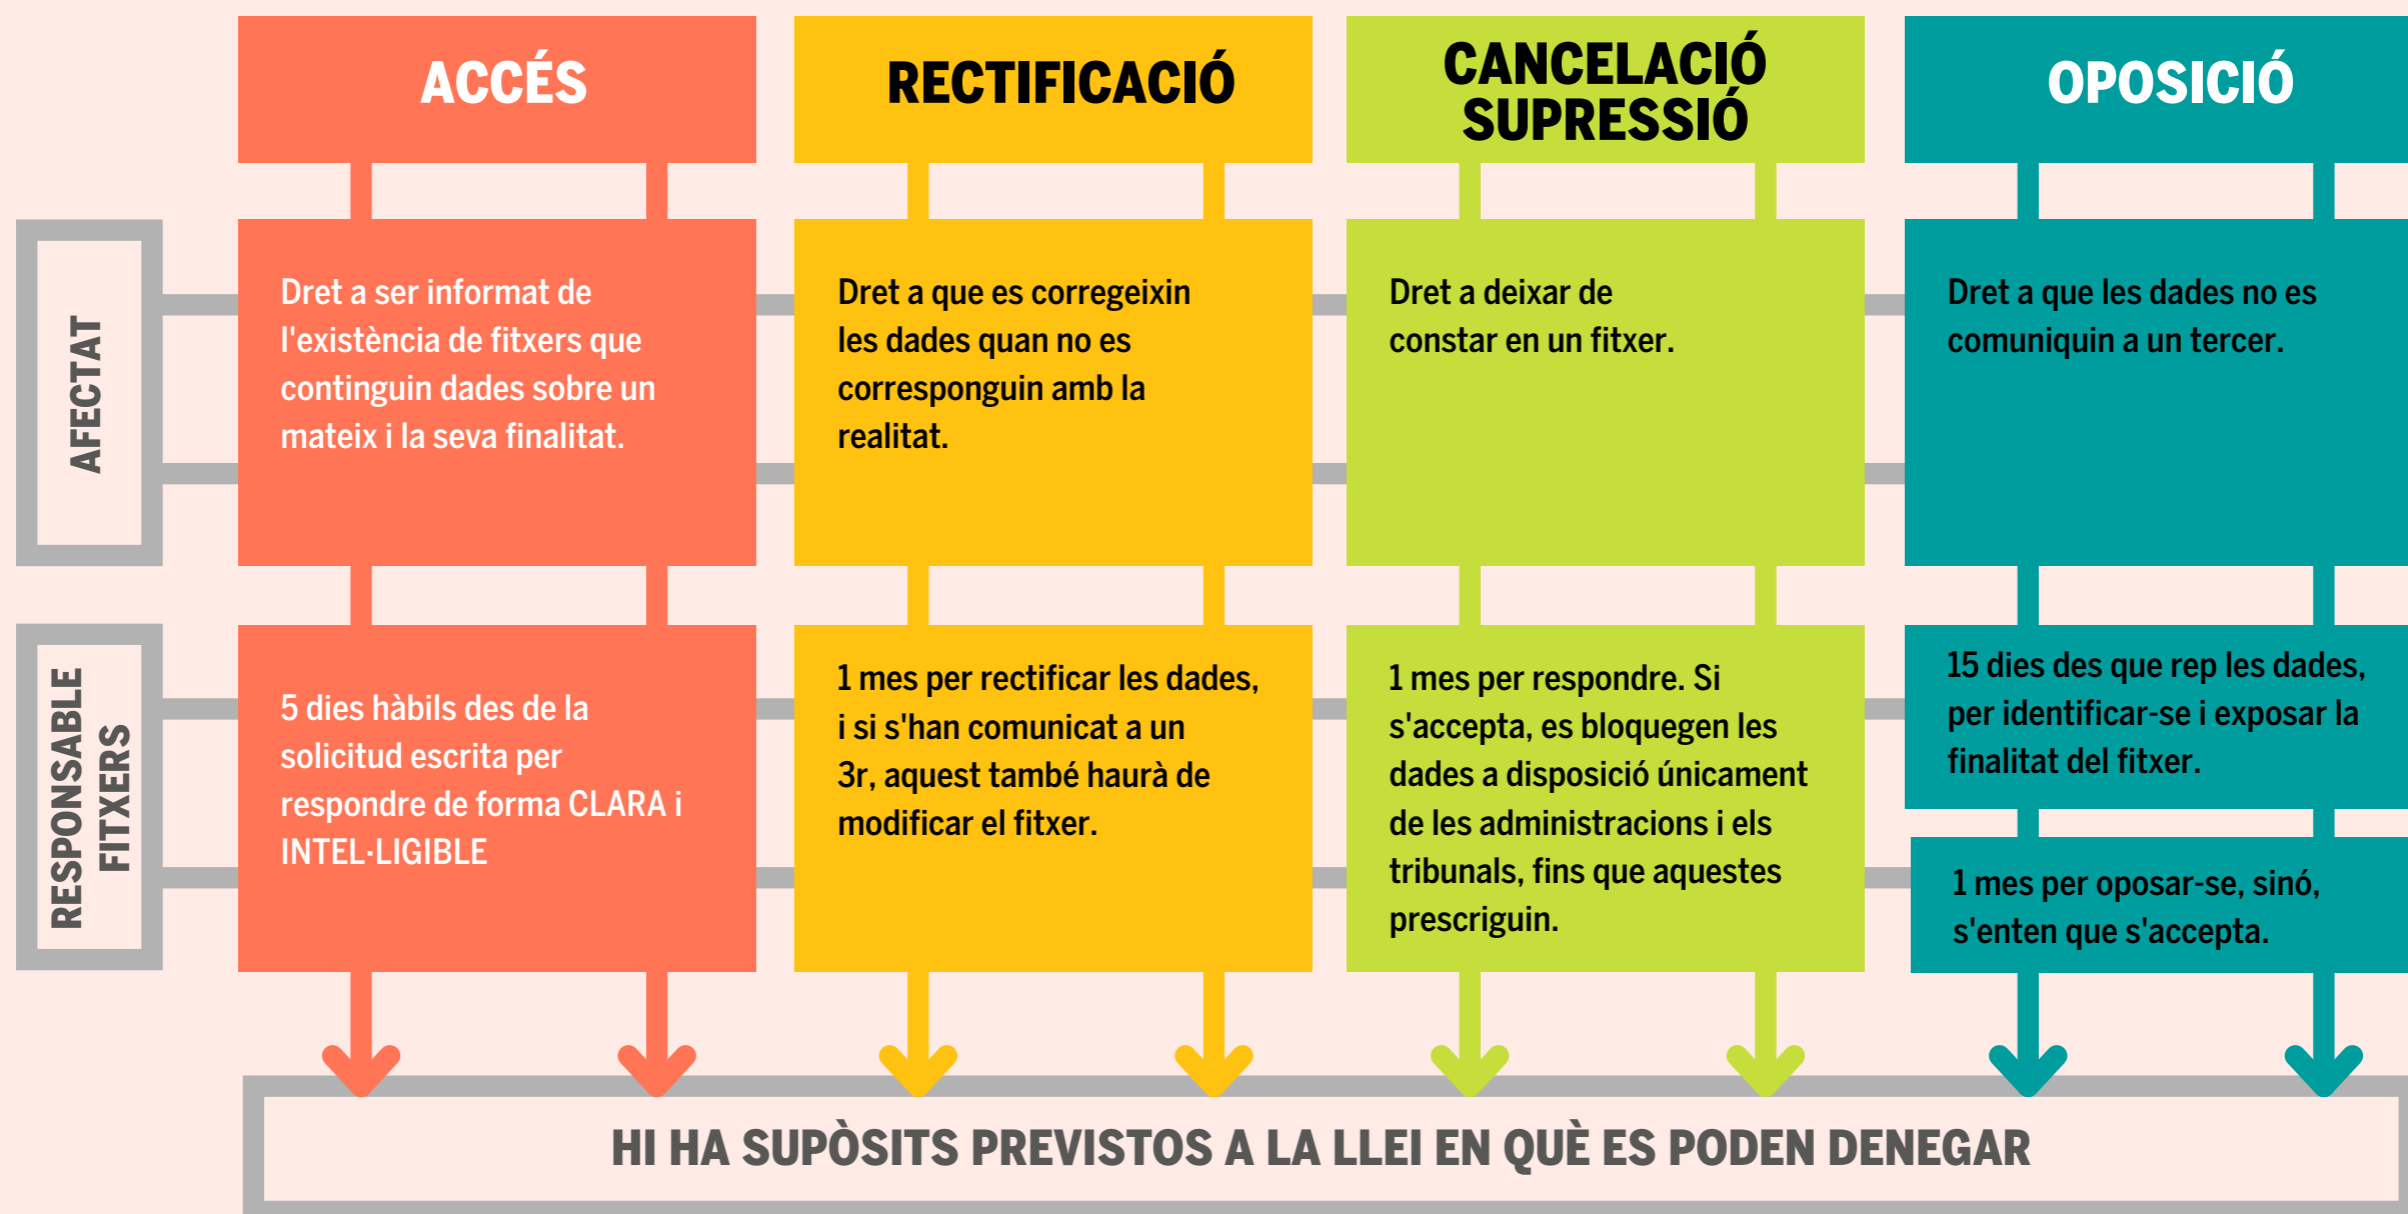 ACCÉS
RECTIFICACIÓ
CANCELACIÓ
SUPRESSIÓ
OPOSICIÓ
AFECTAT
Dret a ser informat de
l'existència de fitxers que
continguin dades sobre un
mateix i la seva finalitat.
Dret a que es corregeixin
les dades quan no es
corresponguin amb la
realitat.
Dret a deixar de
constar en un fitxer.
Dret a que les dades no es
comuniquin a un tercer.
RESPONSABLE
FITXERS
5 dies hàbils des de la
solicitud escrita per
respondre de forma CLARA i
INTEL·LIGIBLE
1 mes per rectificar les dades,
i si s'han comunicat a un
3r, aquest també haurà de
modificar el fitxer.
1 mes per respondre. Si
s'accepta, es bloquegen les
dades a disposició únicament
de les administracions i els
tribunals, fins que aquestes
prescriguin.
15 dies des que rep les dades,
per identificar-se i exposar la
finalitat del fitxer.
1 mes per oposar-se, sinó,
s'enten que s'accepta.
HI HA SUPÒSITS PREVISTOS A LA LLEI EN QUÈ ES PODEN DENEGAR